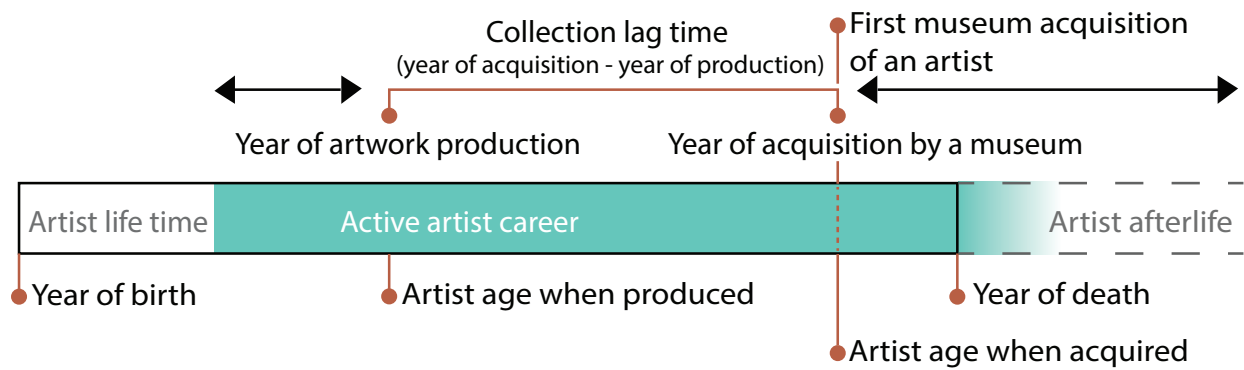 Collection lag time
(year of acquisition - year of production)
First museum acquisition
of an artist
Year of artwork production
Year of acquisition by a museum
Artist life time
Active artist career
Artist afterlife
Year of birth
Artist age when produced
Year of death
Artist age when acquired